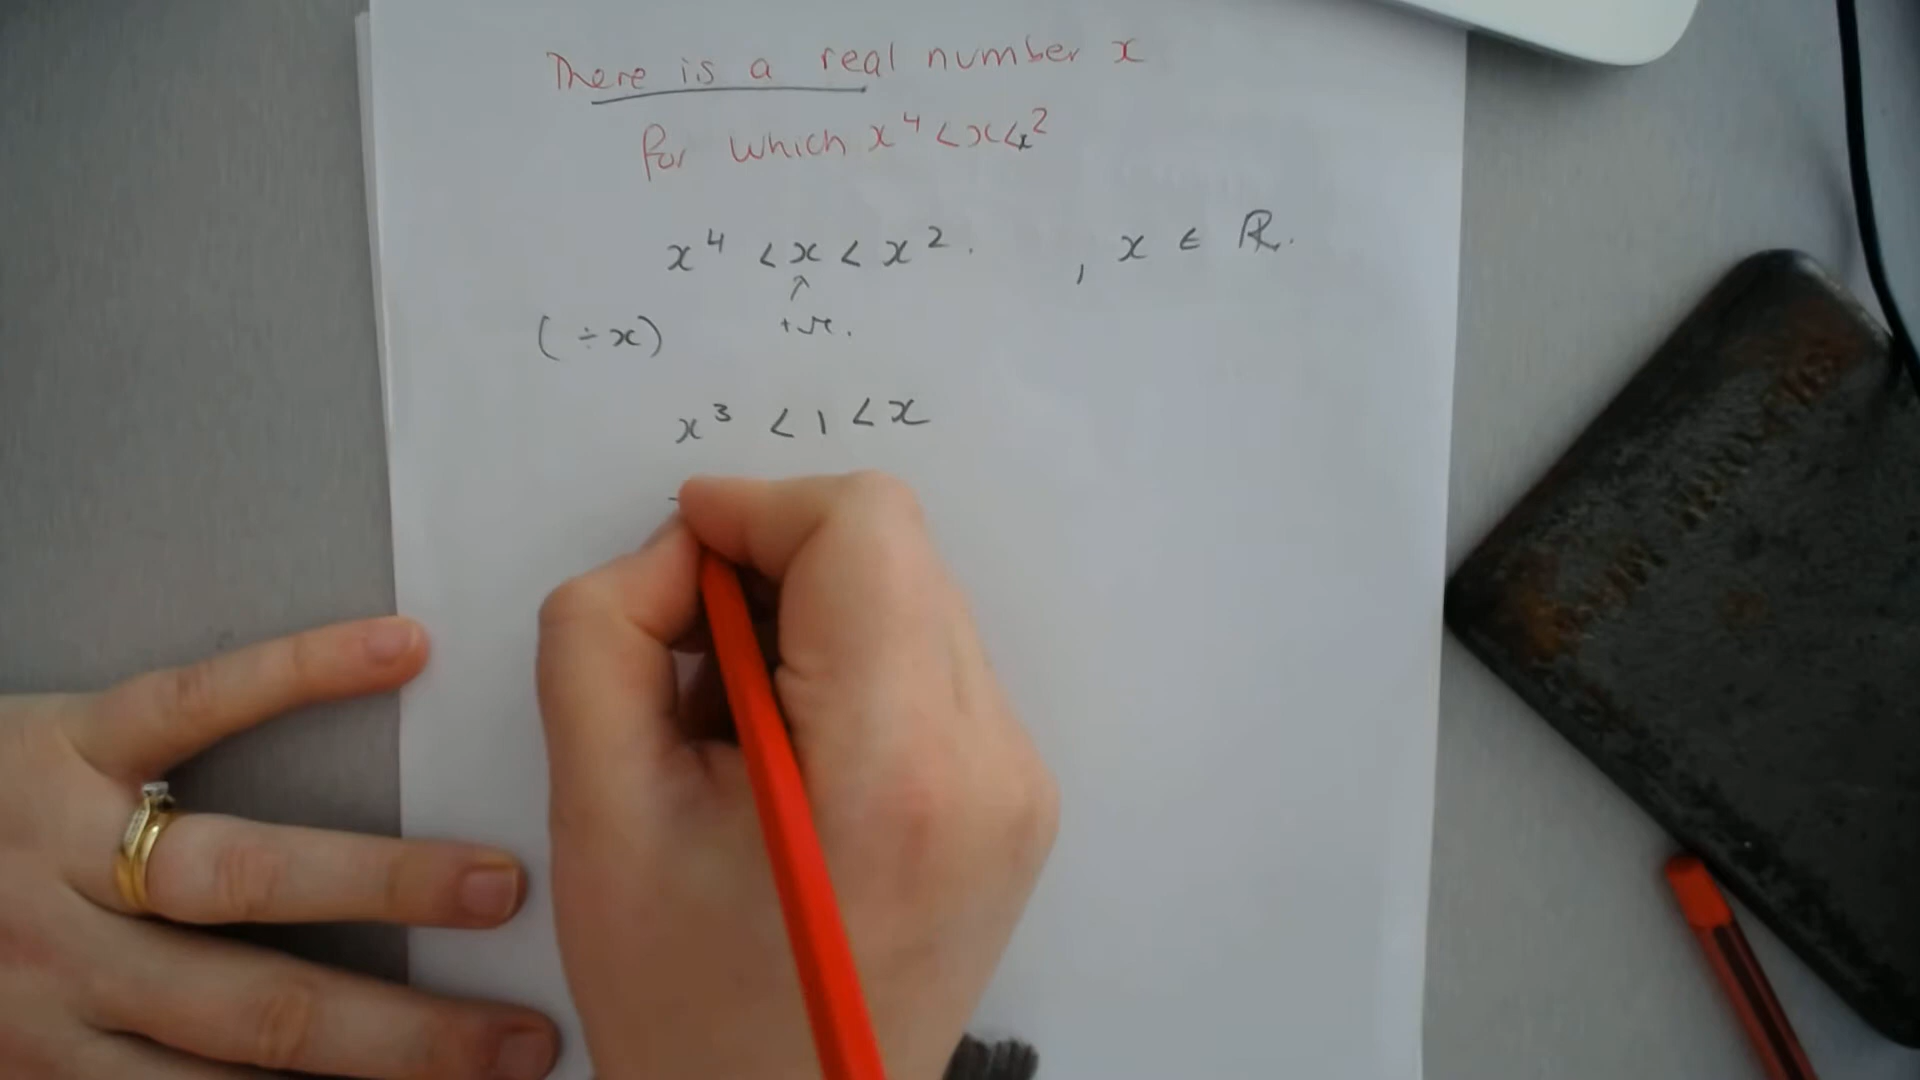 There is a real number x
for which x⁴ < x < x²
x⁴ < x < x². , x ∈ ℝ.
↑
(÷x) +ve.
x³ < 1 < x